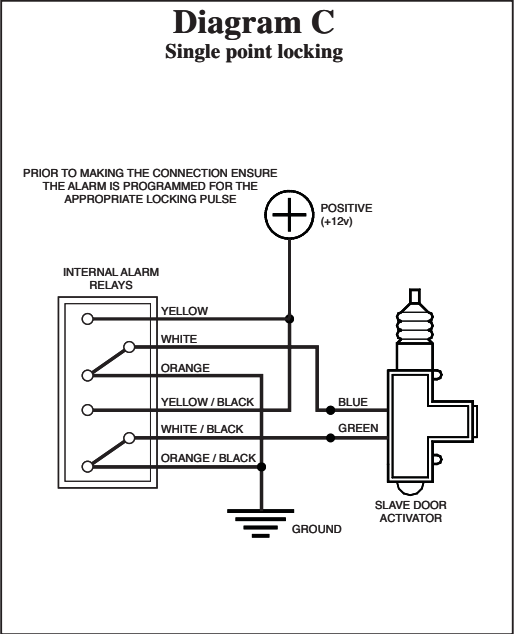 Diagram C
Single point locking
PRIOR TO MAKING THE CONNECTION ENSURE
THE ALARM IS PROGRAMMED FOR THE
APPROPRIATE LOCKING PULSE
POSITIVE
(+12v)
INTERNAL ALARM
RELAYS
YELLOW
WHITE
ORANGE
YELLOW / BLACK
BLUE
WHITE / BLACK
GREEN
ORANGE / BLACK
SLAVE DOOR
ACTIVATOR
GROUND